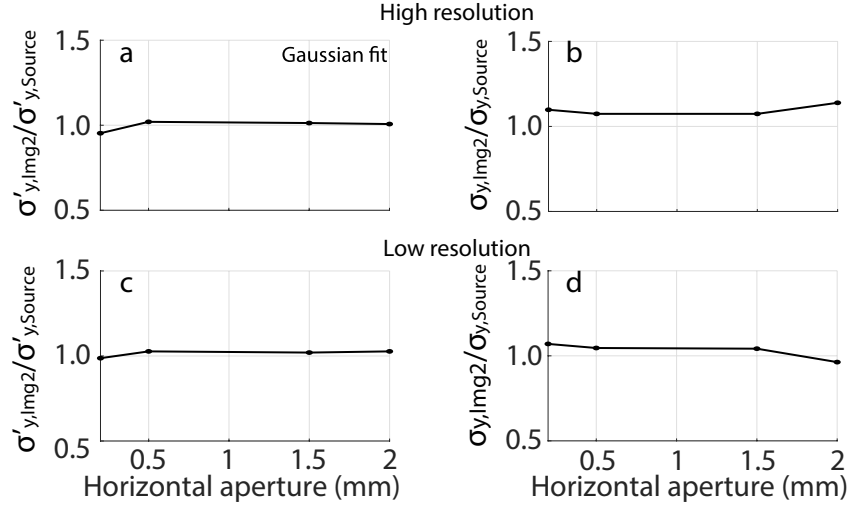 High resolution
a
Gaussian fit
σ′y,Img2/σ′y,Source
1.5
1.0
0.5
b
σy,Img2/σy,Source
1.5
1.0
0.5
Low resolution
c
σ′y,Img2/σ′y,Source
1.5
1.0
0.5
0.5 1 1.5 2
Horizontal aperture (mm)
d
σy,Img2/σy,Source
1.5
1.0
0.5
0.5 1 1.5 2
Horizontal aperture (mm)